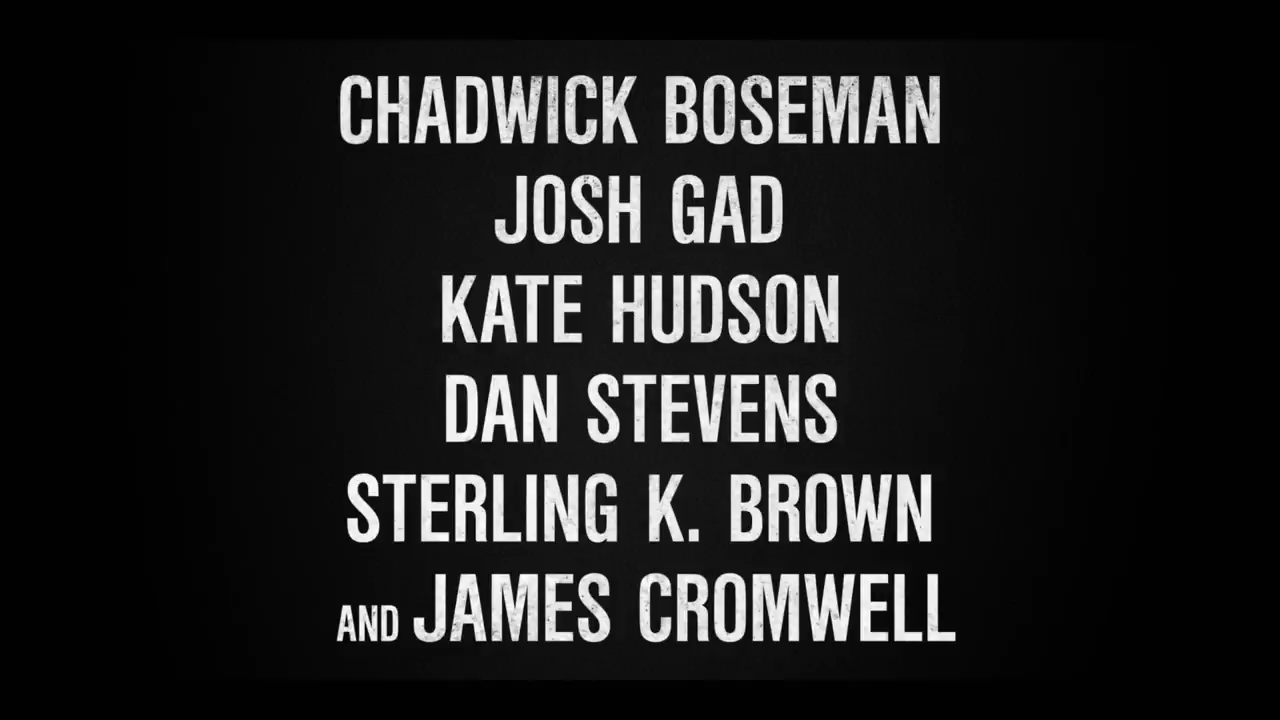 CHADWICK BOSEMAN
JOSH GAD
KATE HUDSON
DAN STEVENS
STERLING K. BROWN
AND JAMES CROMWELL